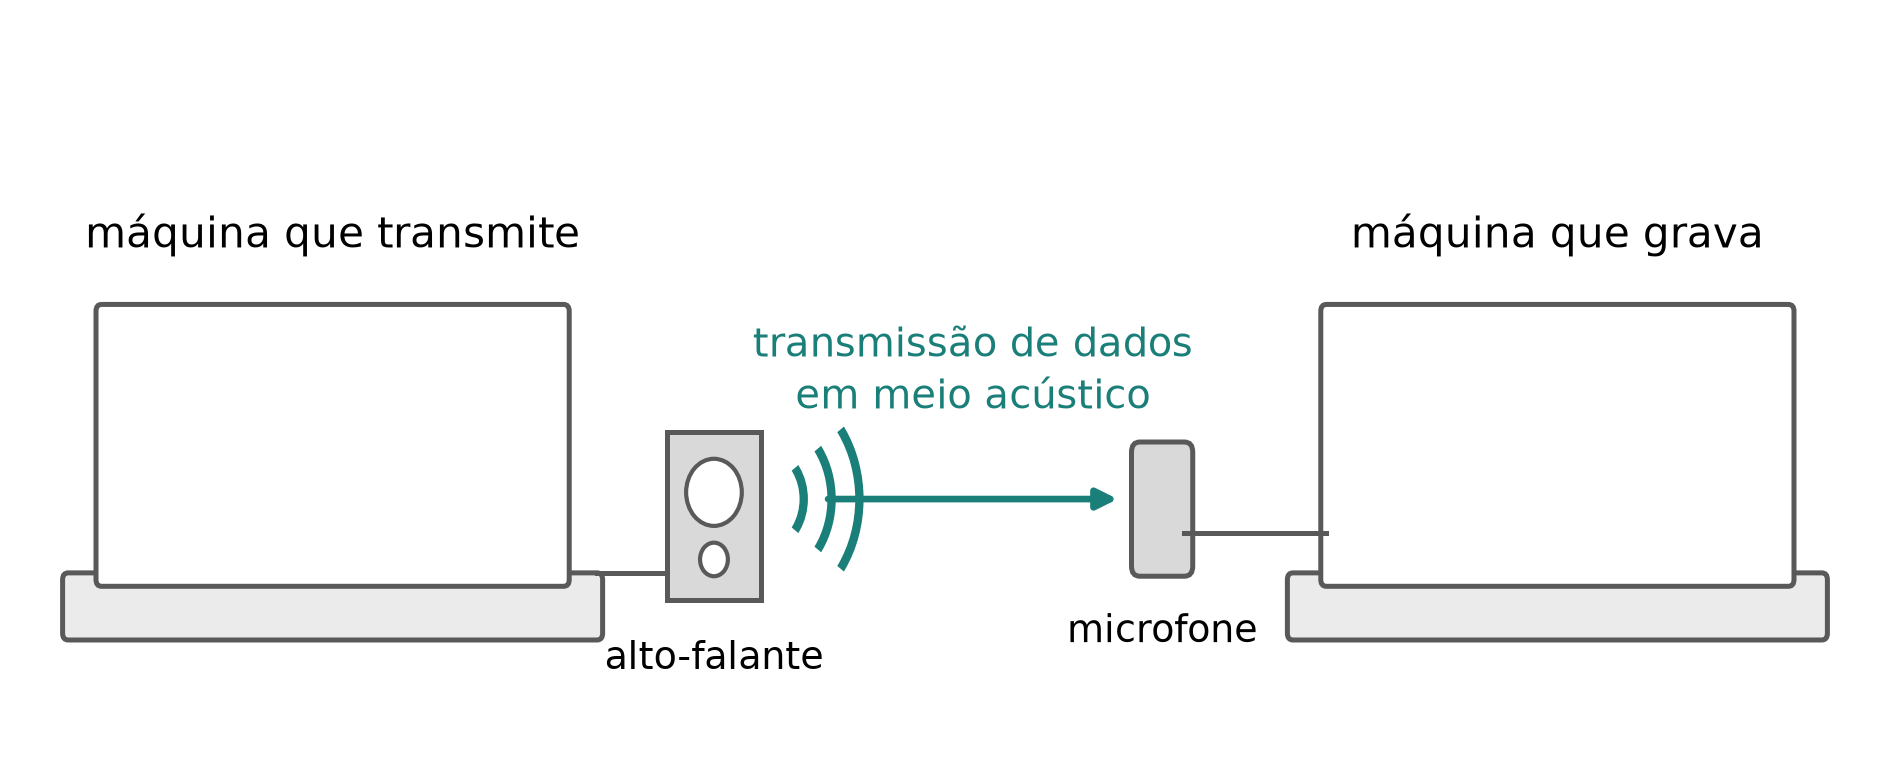 máquina que transmite
máquina que grava
transmissão de dados
em meio acústico
microfone
alto-falante